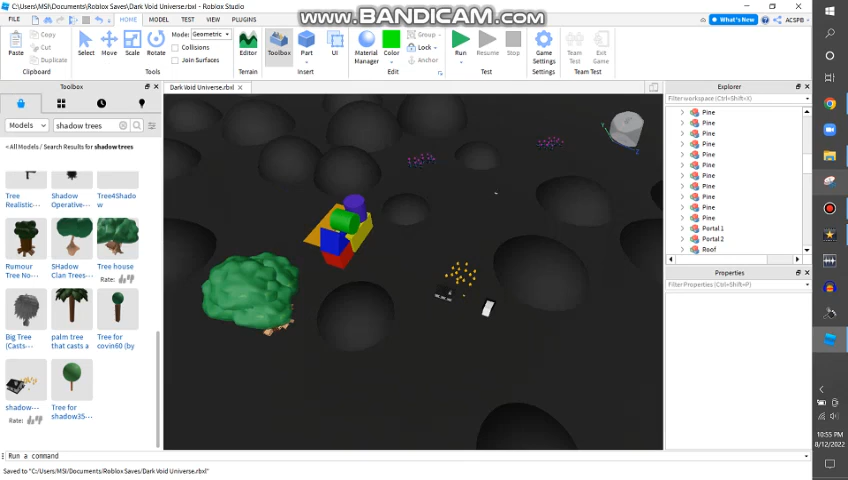 C:\Users\MSI\Documents\Roblox Saves\Dark Void Universe.rbxl* - Roblox Studio
www.BANDICAM.com
FILE
HOME MODEL TEST VIEW PLUGINS
What's New
ACSPB
Paste
Copy
Cut
Duplicate
Clipboard
Select
Move
Scale
Rotate
Mode: Geometric
Collisions
Join Surfaces
Tools
Editor
Terrain
Toolbox
Part
UI
Insert
Material Manager
Color
Group
Lock
Anchor
Edit
Run
Resume
Stop
Test
Game Settings
Settings
Team Test
Exit Game
Team Test
Toolbox
Dark Void Universe.rbxl
Explorer
Filter workspace (Ctrl+Shift+X)
Models
shadow trees
< All Models / Search Results for shadow trees
Tree Realistic...
Shadow Operative-...
Tree4Shadow
Rumour Tree No...
SHadow Clan Trees...
Tree house
Rate:
Big Tree (Casts...
palm tree that casts a
Tree for covin60 (by
shadow...
Rate:
Tree for shadow35...
Pine
Pine
Pine
Pine
Pine
Pine
Pine
Pine
Pine
Pine
Pine
Portal 1
Portal 2
Roof
Properties
Filter Properties (Ctrl+Shift+P)
Run a command
Saved to "C:/Users/MSI/Documents/Roblox Saves/Dark Void Universe.rbxl"
10:55 PM
8/12/2022